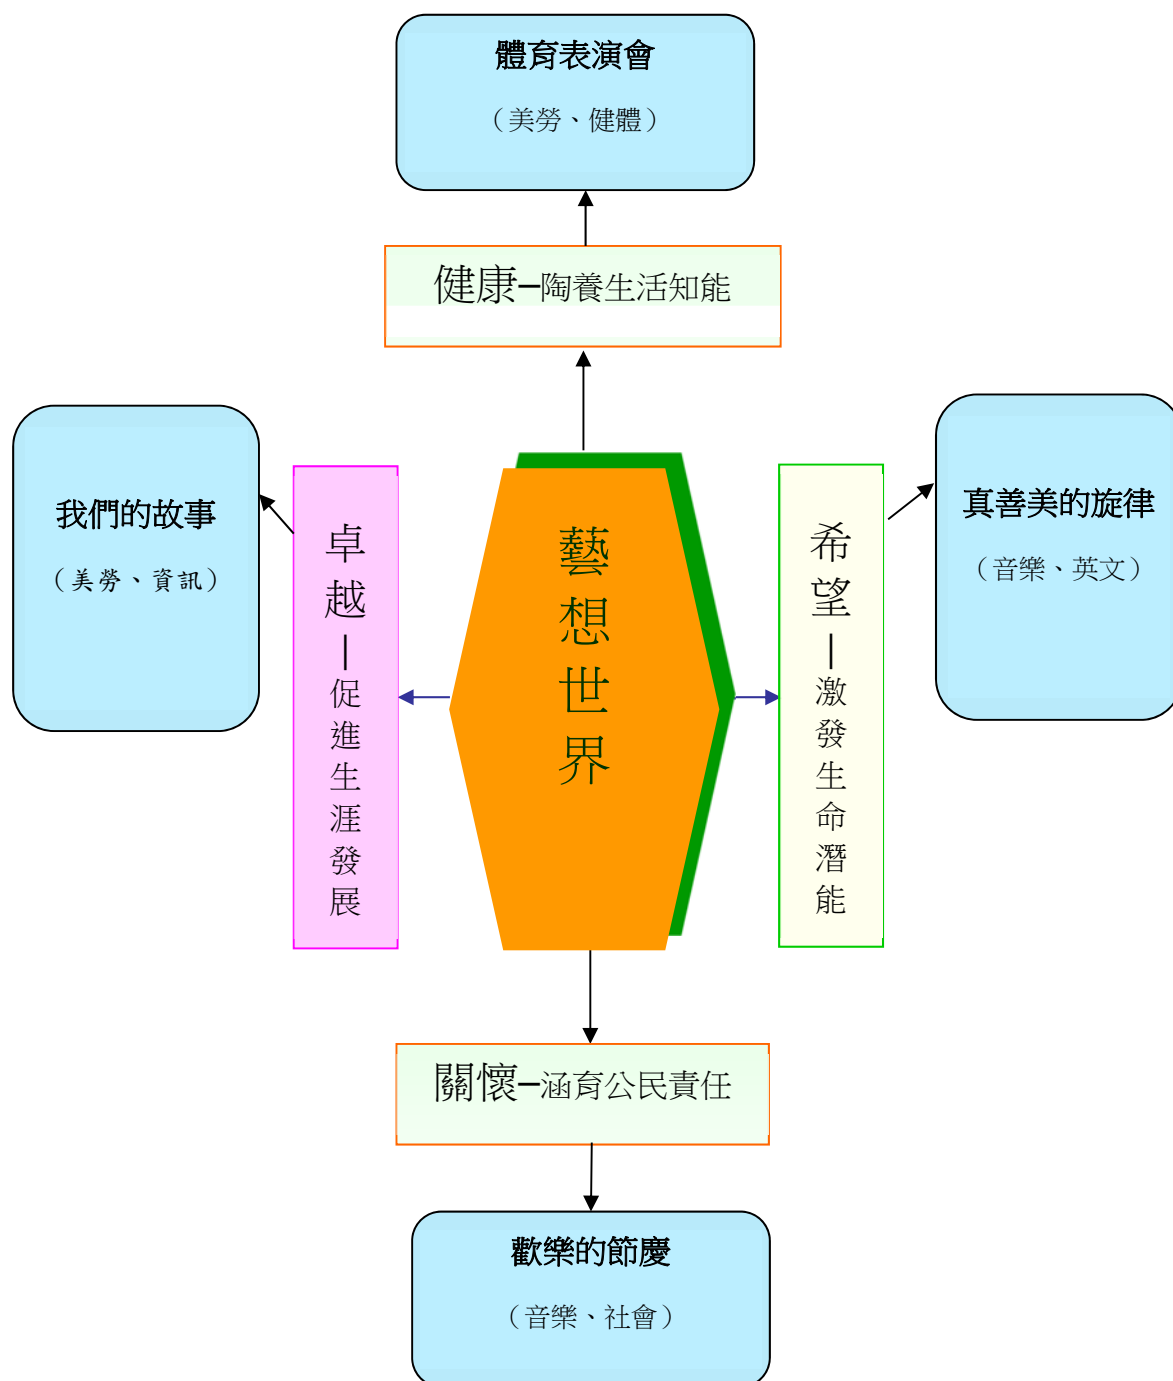 體育表演會
（美勞、健體）
健康–陶養生活知能
我們的故事
（美勞、資訊）
卓越–促進生涯發展
藝想世界
希望–激發生命潛能
真善美的旋律
（音樂、英文）
關懷–涵育公民責任
歡樂的節慶
（音樂、社會）